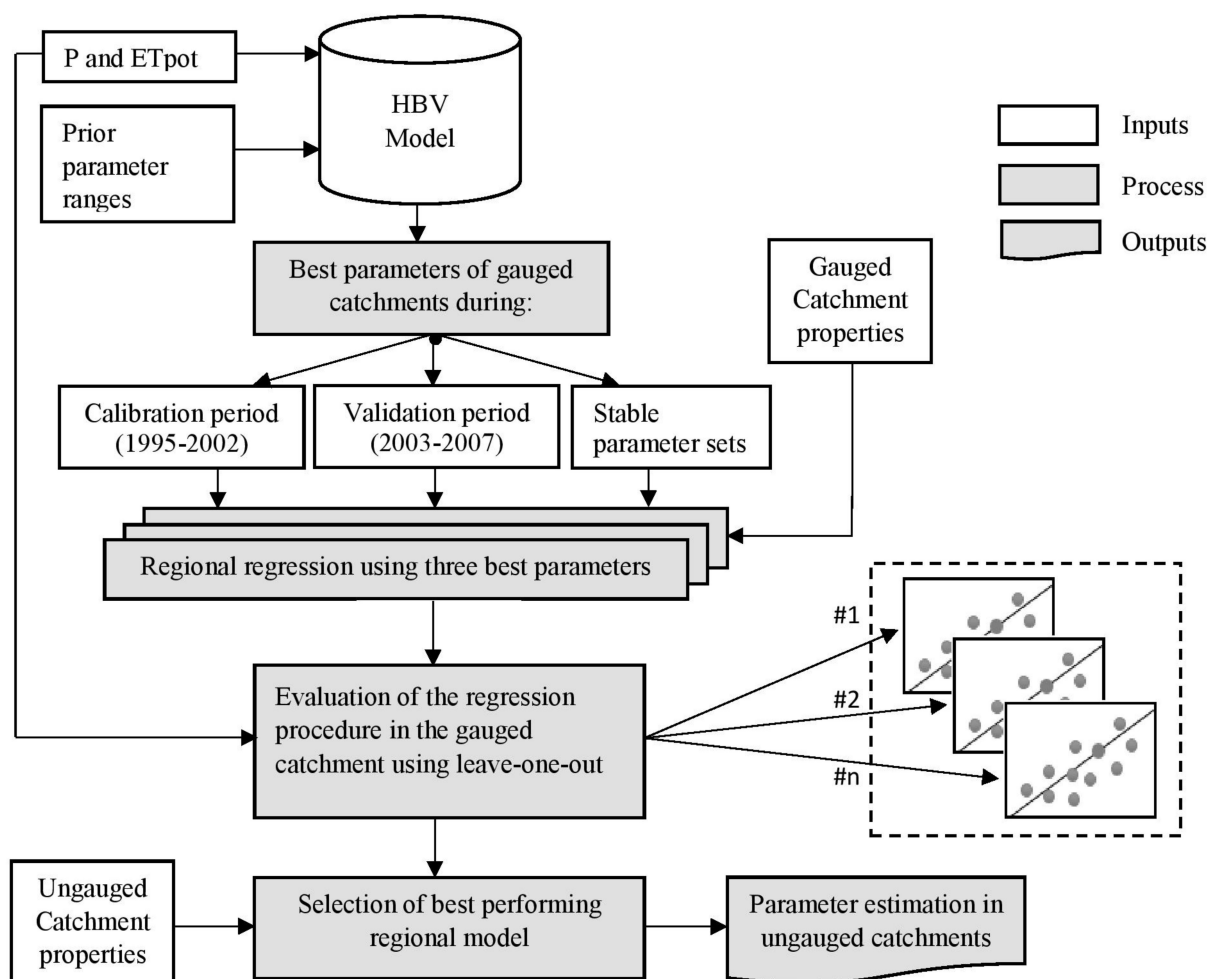 P and ETpot
HBV
Model
Prior
parameter
ranges
Inputs
Process
Outputs
Best parameters of gauged
catchments during:
Gauged
Catchment
properties
Calibration period
(1995-2002)
Validation period
(2003-2007)
Stable
parameter sets
Regional regression using three best parameters
#1
#2
#n
Evaluation of the regression
procedure in the gauged
catchment using leave-one-out
Ungauged
Catchment
properties
Selection of best performing
regional model
Parameter estimation in
ungauged catchments